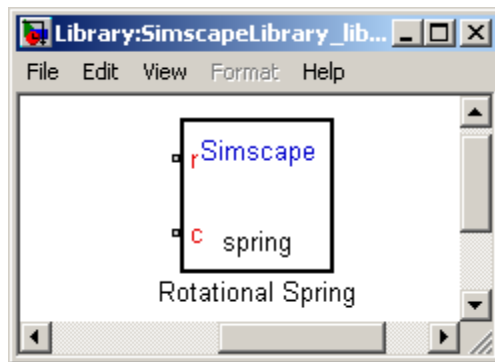 Library:SimscapeLibrary_lib...
File Edit View Format Help
r Simscape
c spring
Rotational Spring